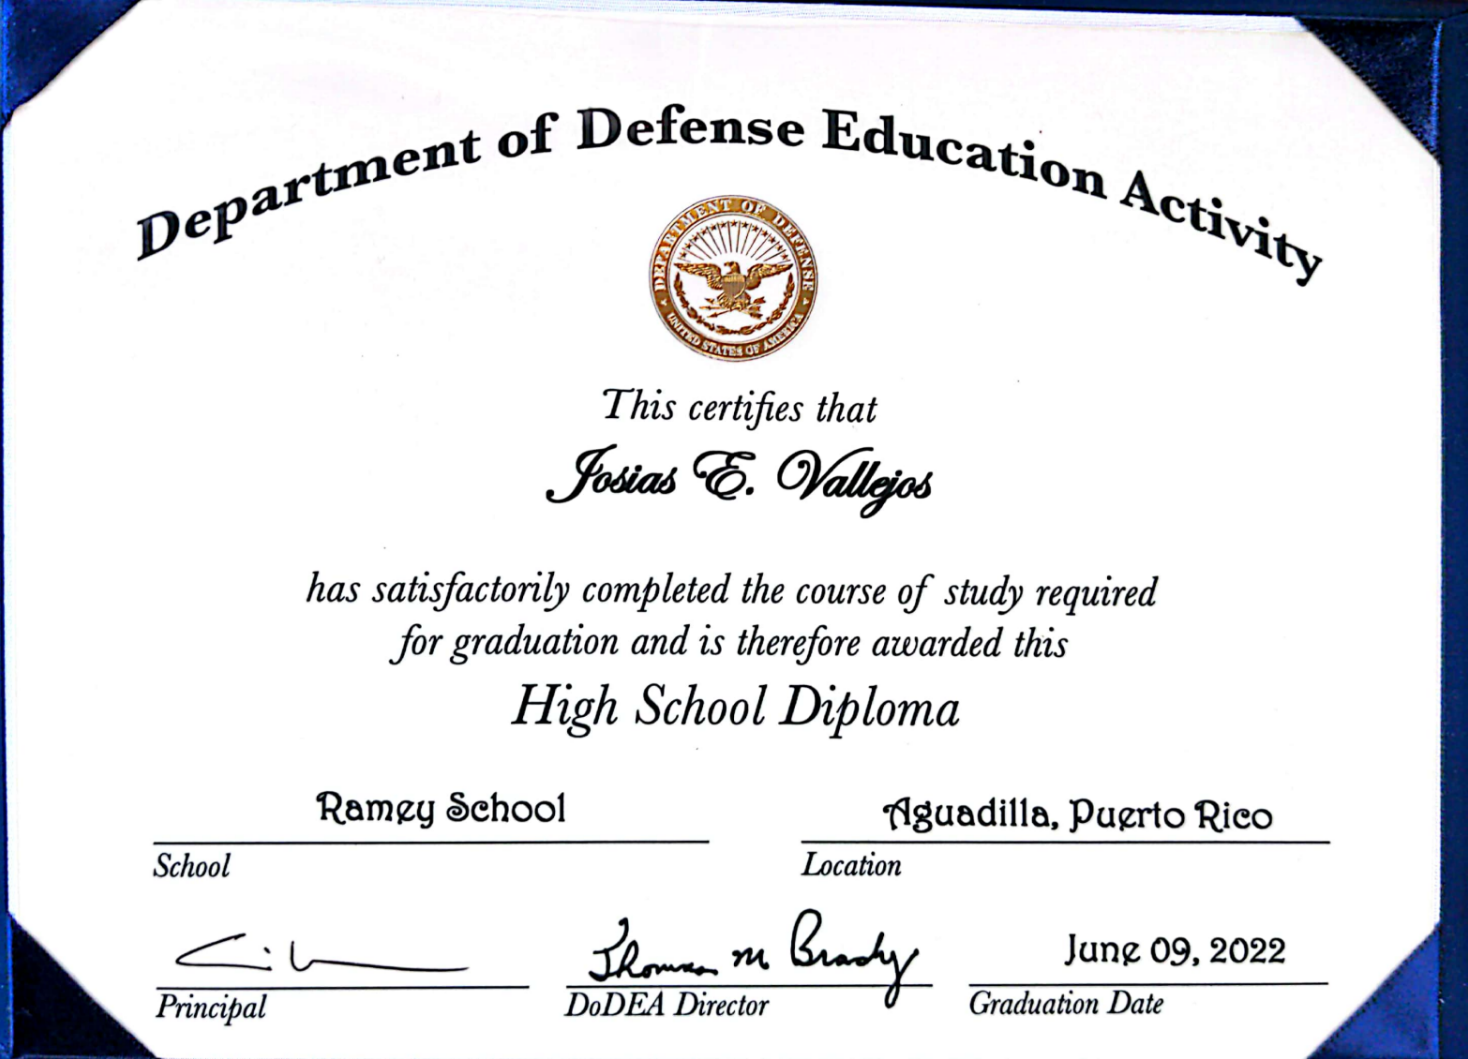 Department of Defense Education Activity
DEPARTMENT OF DEFENSE
UNITED STATES OF AMERICA
This certifies that
Josias E. Vallejos
has satisfactorily completed the course of study required
for graduation and is therefore awarded this
High School Diploma
Ramey School
Aguadilla, Puerto Rico
School
Location
Thomas M Brady
June 09, 2022
Principal
DoDEA Director
Graduation Date